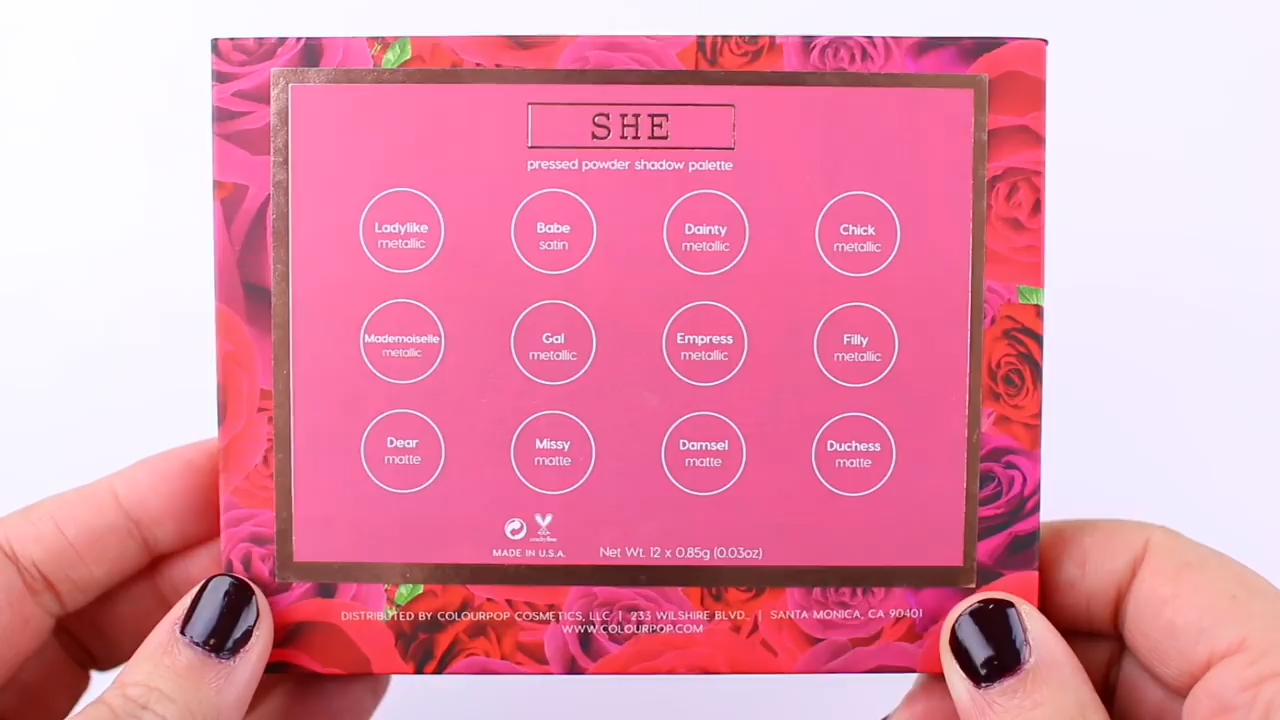 SHE
pressed powder shadow palette
Ladylike
metallic
Babe
satin
Dainty
metallic
Chick
metallic
Mademoiselle
metallic
Gal
metallic
Empress
metallic
Filly
metallic
Dear
matte
Missy
matte
Damsel
matte
Duchess
matte
crueltyfree
MADE IN U.S.A. Net Wt. 12 x 0.85g (0.03oz)
DISTRIBUTED BY COLOURPOP COSMETICS, LLC | 233 WILSHIRE BLVD., | SANTA MONICA, CA 90401
WWW.COLOURPOP.COM